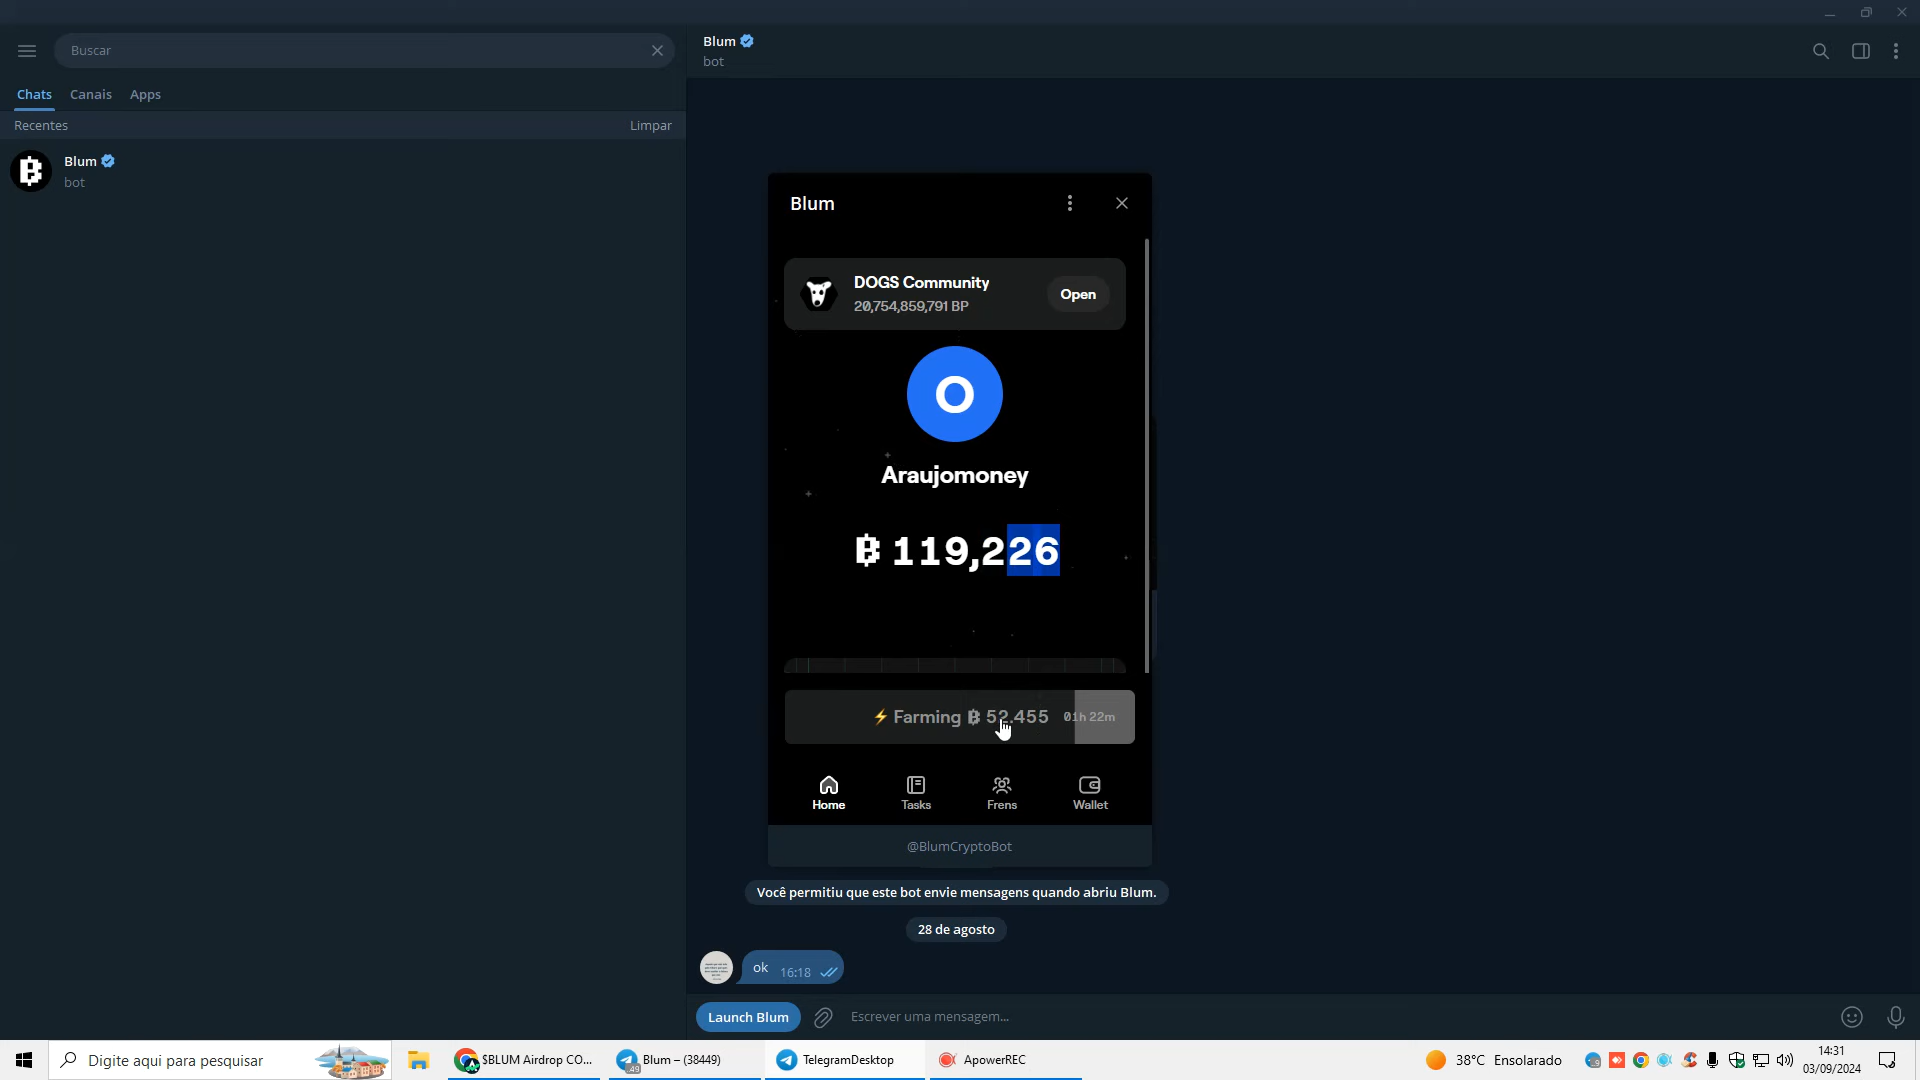 Buscar
Chats Canais Apps
Recentes Limpar
Blum
bot
Blum
bot
Blum
DOGS Community
20,754,859,791 BP
Open
O
Araujomoney
119,226
Farming 52.455 01h 22m
Home Tasks Frens Wallet
@BlumCryptoBot
Você permitiu que este bot envie mensagens quando abriu Blum.
28 de agosto
ok 16:18
Launch Blum Escrever uma mensagem...
Digite aqui para pesquisar
$BLUM Airdrop CO...
Blum – (38449)
TelegramDesktop
ApowerREC
38°C Ensolarado
14:31
03/09/2024